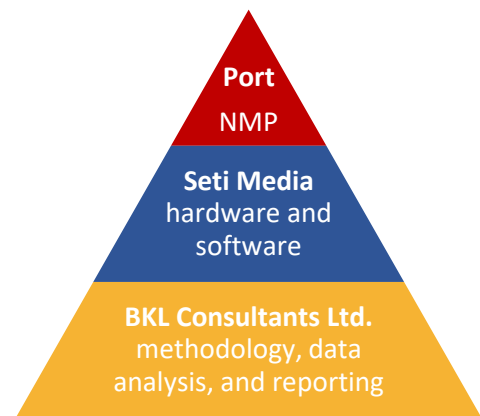 Port
NMP
Seti Media
hardware and
software
BKL Consultants Ltd.
methodology, data
analysis, and reporting